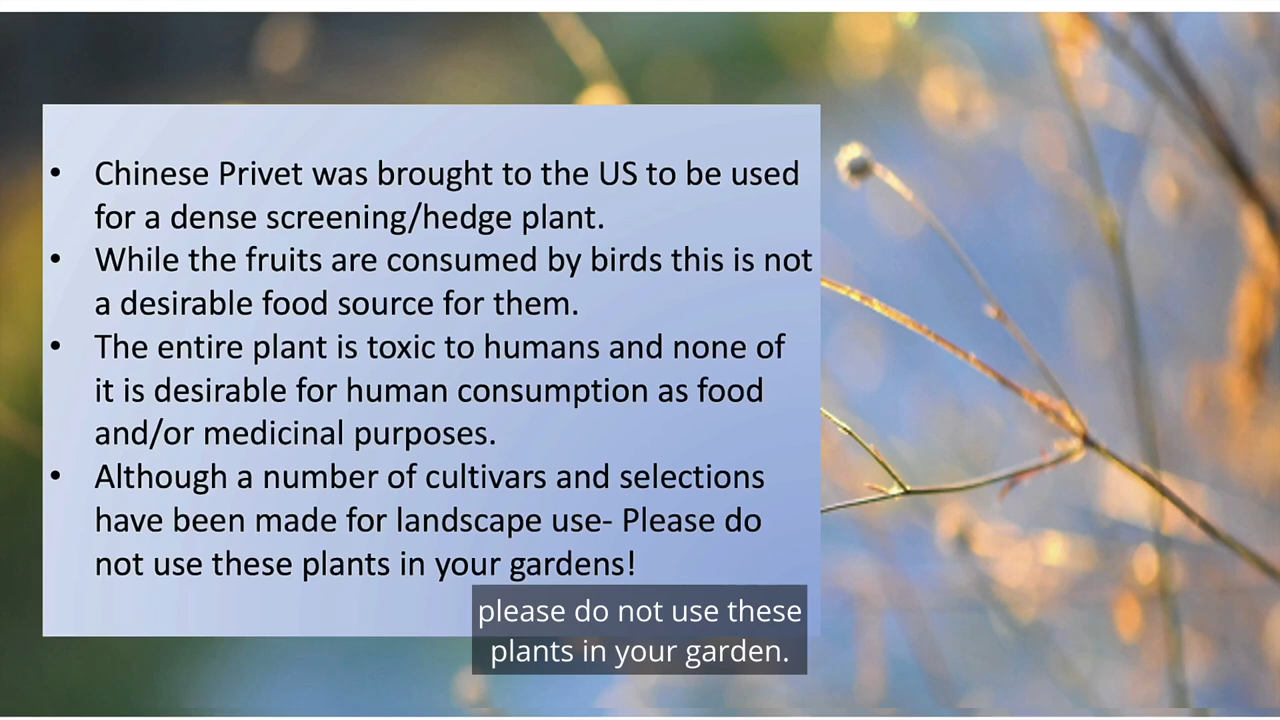 • Chinese Privet was brought to the US to be used
for a dense screening/hedge plant.
• While the fruits are consumed by birds this is not
a desirable food source for them.
• The entire plant is toxic to humans and none of
it is desirable for human consumption as food
and/or medicinal purposes.
• Although a number of cultivars and selections
have been made for landscape use- Please do
not use these plants in your gardens!
please do not use these
plants in your garden.